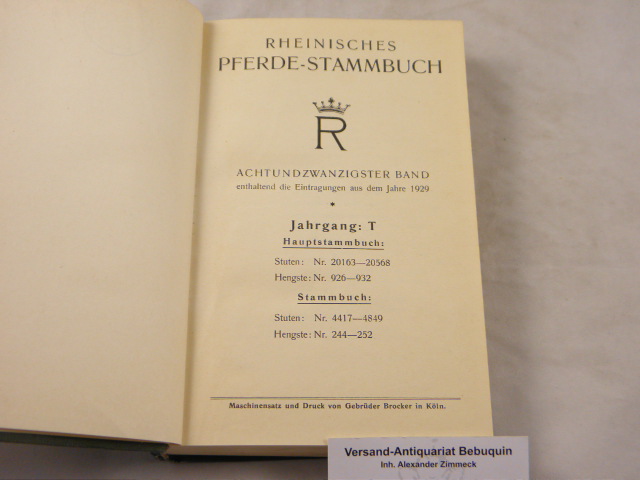 RHEINISCHES
PFERDE-STAMMBUCH
R
ACHTUNDZWANZIGSTER BAND
enthaltend die Eintragungen aus dem Jahre 1929
*
Jahrgang: T
Hauptstammbuch:
Stuten: Nr. 20163—20568
Hengste: Nr. 926—932
Stammbuch:
Stuten: Nr. 4417—4849
Hengste: Nr. 244—252
Maschinensatz und Druck von Gebrüder Brocker in Köln.
Versand-Antiquariat Bebuquin
Inh. Alexander Zimmeck